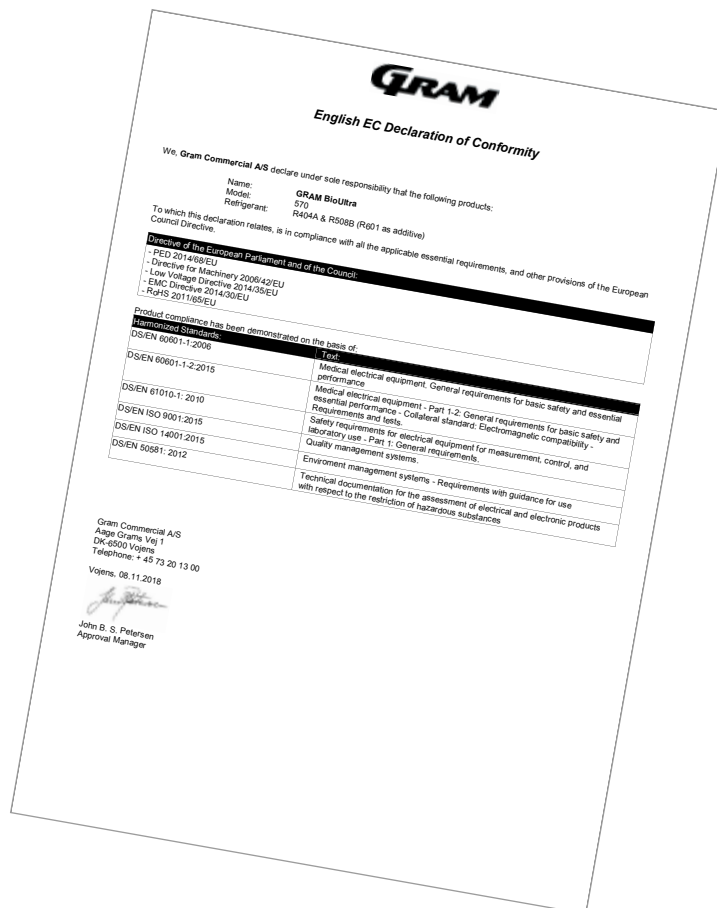 GRAM
English EC Declaration of Conformity
We, Gram Commercial A/S declare under sole responsibility that the following products:
Name: GRAM BioUltra
Model: 570
Refrigerant: R404A & R508B (R601 as additive)
To which this declaration relates, is in compliance with all the applicable essential requirements, and other provisions of the European
Council Directive.
Directive of the European Parliament and of the Council:
- PED 2014/68/EU
- Directive for Machinery 2006/42/EU
- Low Voltage Directive 2014/35/EU
- EMC Directive 2014/30/EU
- RoHS 2011/65/EU
Product compliance has been demonstrated on the basis of:
Harmonized Standards: Text:
DS/EN 60601-1:2006 Medical electrical equipment, General requirements for basic safety and essential
performance
DS/EN 60601-1-2:2015 Medical electrical equipment - Part 1-2: General requirements for basic safety and
essential performance - Collateral standard: Electromagnetic compatibility -
Requirements and tests.
DS/EN 61010-1: 2010 Safety requirements for electrical equipment for measurement, control, and
laboratory use - Part 1: General requirements.
DS/EN ISO 9001:2015 Quality management systems.
DS/EN ISO 14001:2015 Enviroment management systems - Requirements with guidance for use
DS/EN 50581: 2012 Technical documentation for the assessment of electrical and electronic products
with respect to the restriction of hazardous substances
Gram Commercial A/S
Aage Grams Vej 1
DK-6500 Vojens
Telephone: + 45 73 20 13 00
Vojens, 08.11.2018
John B. S. Petersen
Approval Manager